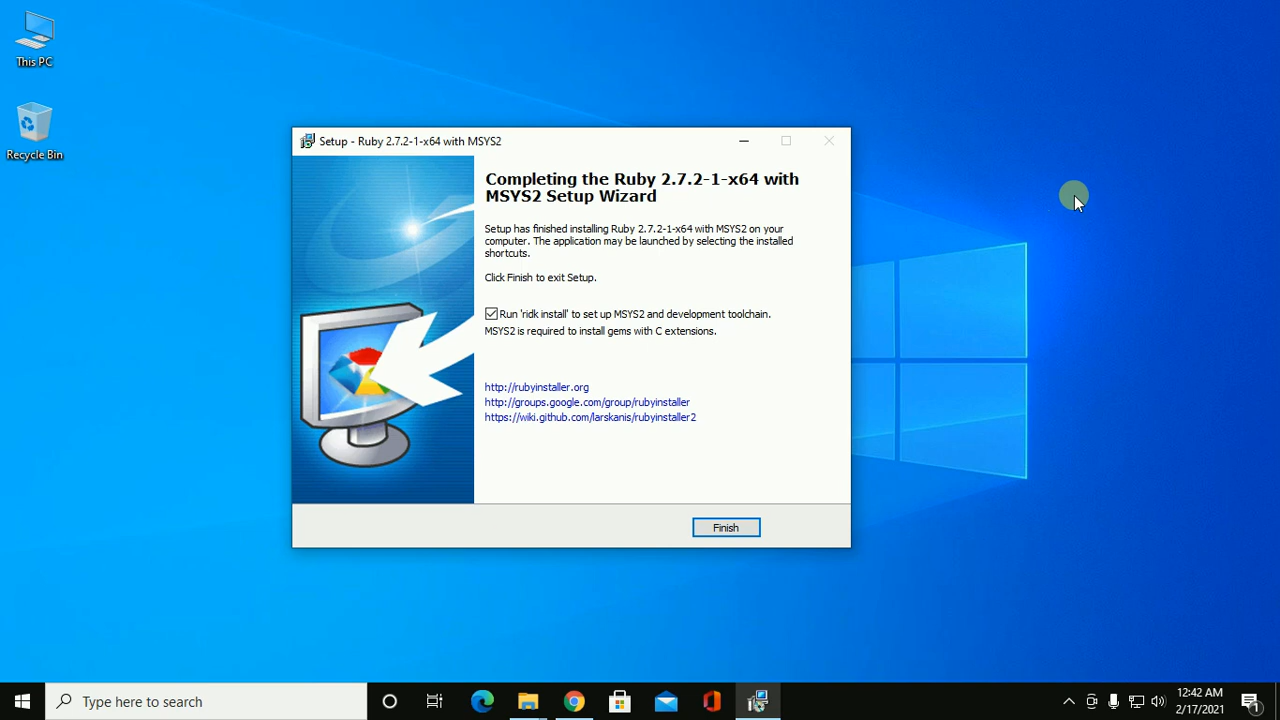 This PC
Recycle Bin
Setup - Ruby 2.7.2-1-x64 with MSYS2
Completing the Ruby 2.7.2-1-x64 with
MSYS2 Setup Wizard
Setup has finished installing Ruby 2.7.2-1-x64 with MSYS2 on your
computer. The application may be launched by selecting the installed
shortcuts.
Click Finish to exit Setup.
Run 'ridk install' to set up MSYS2 and development toolchain.
MSYS2 is required to install gems with C extensions.
http://rubyinstaller.org
http://groups.google.com/group/rubyinstaller
https://wiki.github.com/larskanis/rubyinstaller2
Finish
Type here to search
12:42 AM
2/17/2021
1